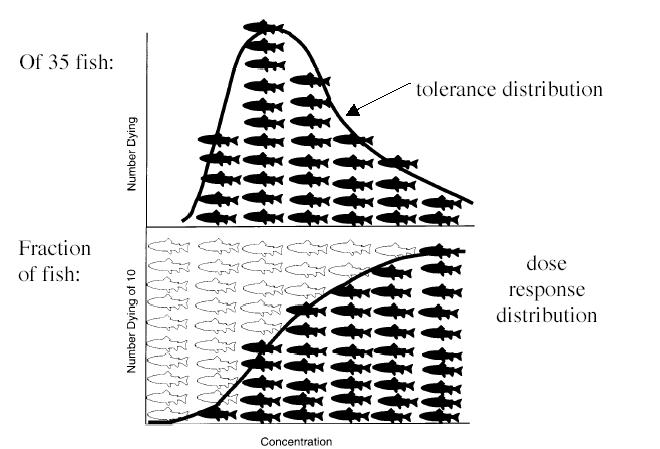 Of 35 fish:
tolerance distribution
Number Dying
Fraction
of fish:
dose
response
distribution
Number Dying of 10
Concentration